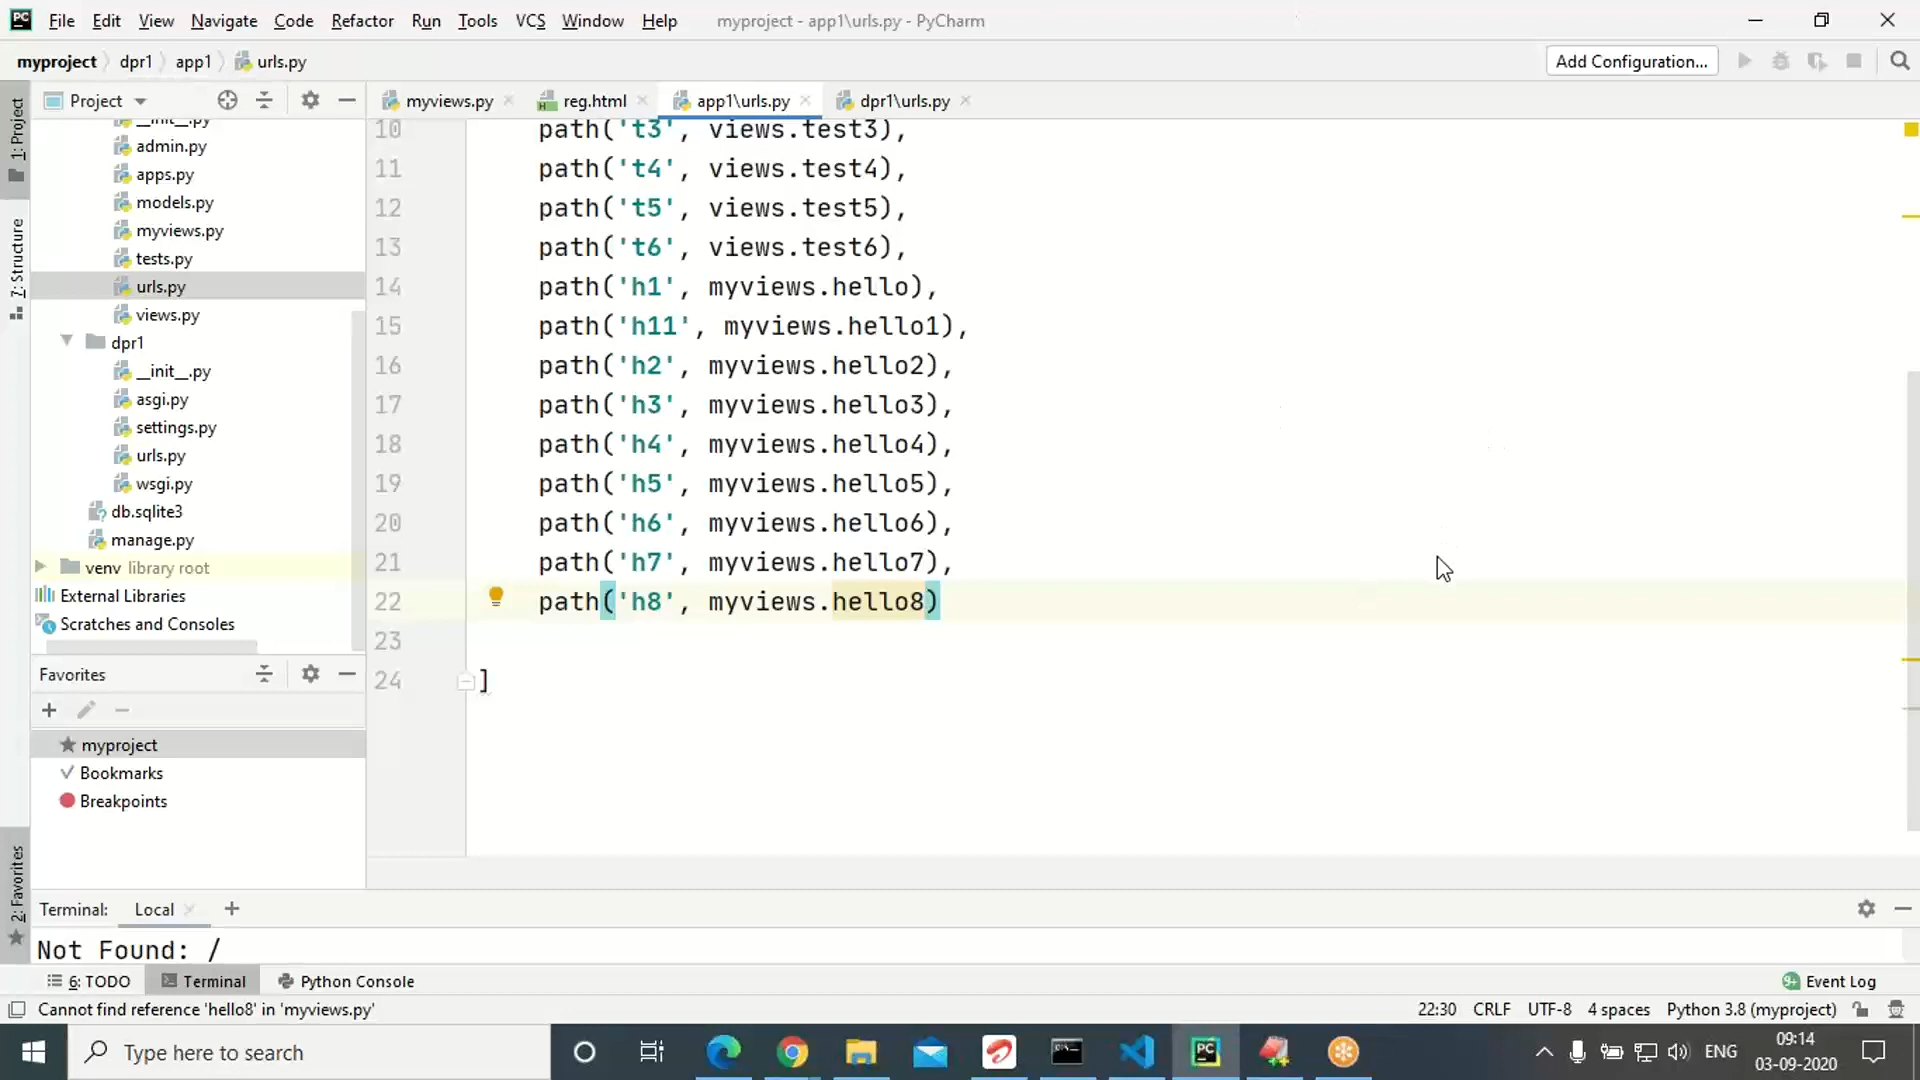 PC File Edit View Navigate Code Refactor Run Tools VCS Window Help myproject - app1\urls.py - PyCharm
myproject dpr1 app1 urls.py Add Configuration...
1: Project
Project
myviews.py reg.html app1\urls.py dpr1\urls.py
__init__.py
admin.py
apps.py
models.py
myviews.py
tests.py
urls.py
views.py
dpr1
__init__.py
asgi.py
settings.py
urls.py
wsgi.py
db.sqlite3
manage.py
venv library root
External Libraries
Scratches and Consoles
7: Structure
10 path('t3', views.test3),
11 path('t4', views.test4),
12 path('t5', views.test5),
13 path('t6', views.test6),
14 path('h1', myviews.hello),
15 path('h11', myviews.hello1),
16 path('h2', myviews.hello2),
17 path('h3', myviews.hello3),
18 path('h4', myviews.hello4),
19 path('h5', myviews.hello5),
20 path('h6', myviews.hello6),
21 path('h7', myviews.hello7),
22 path('h8', myviews.hello8)
23
24 ]
Favorites
myproject
Bookmarks
Breakpoints
2: Favorites
Terminal: Local
Not Found: /
6: TODO Terminal Python Console 9+ Event Log
Cannot find reference 'hello8' in 'myviews.py' 22:30 CRLF UTF-8 4 spaces Python 3.8 (myproject)
Type here to search PC ENG 09:14
03-09-2020